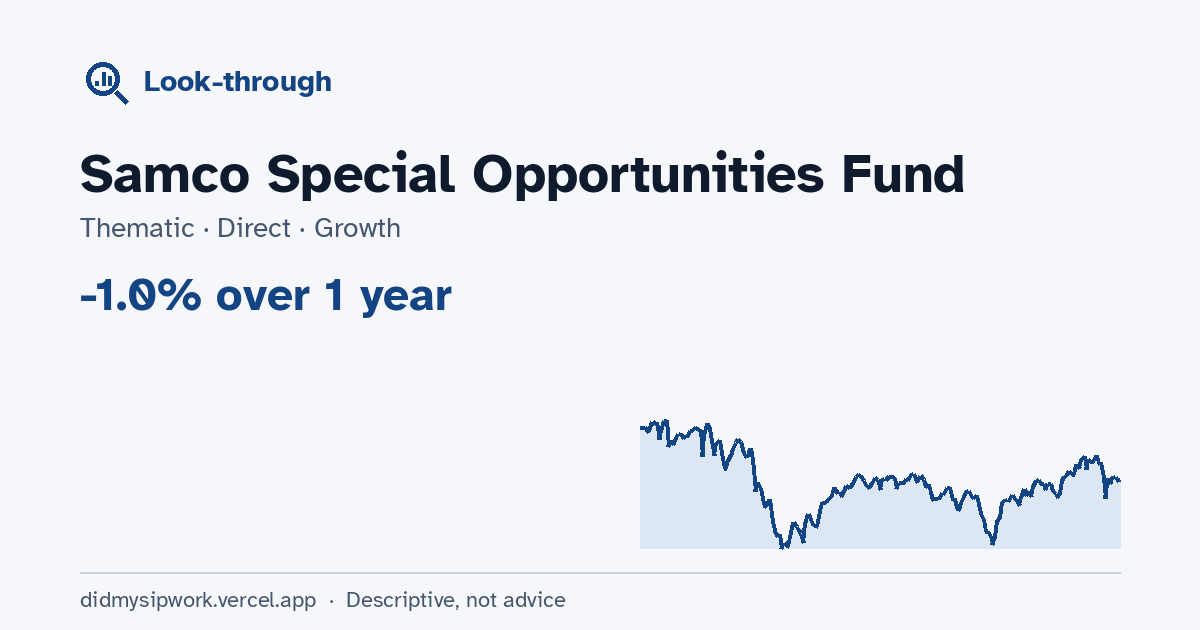 Look-through
Samco Special Opportunities Fund
Thematic · Direct · Growth
-1.0% over 1 year
didmysipwork.vercel.app · Descriptive, not advice